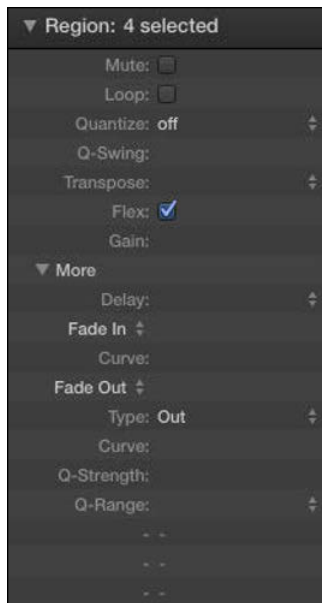 Region: 4 selected
Mute:
Loop:
Quantize: off
Q-Swing:
Transpose:
Flex:
Gain:
More
Delay:
Fade In
Curve:
Fade Out
Type: Out
Curve:
Q-Strength:
Q-Range:
- -
- -
- -